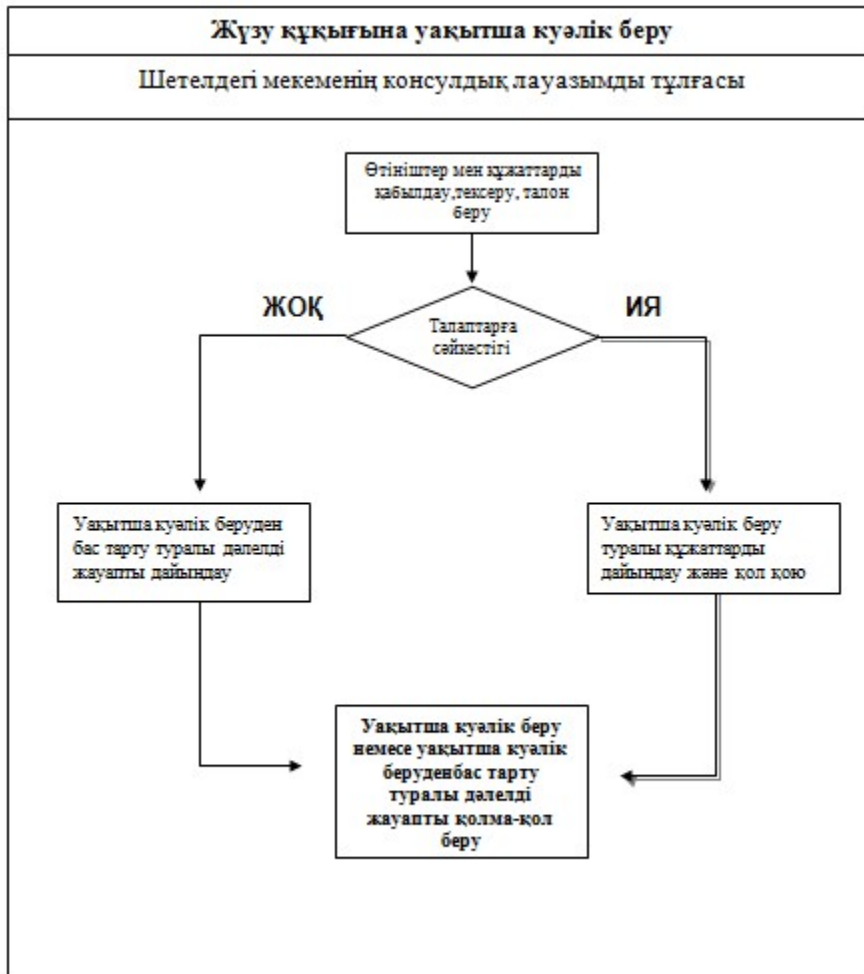 Жүзу құқығына уақытша куәлік беру
Шетелдегі мекеменің консулдық лауазымды тұлғасы
Өтініштер мен құжаттарды
қабылдау,тексеру, талон
беру
ЖОҚ
ИЯ
Талаптарға
сәйкестігі
Уақытша куәлік беруден
бас тарту туралы дәлелді
жауапты дайындау
Уақытша куәлік беру
туралы құжаттарды
дайындау және қол қою
Уақытша куәлік беру
немесе уақытша куәлік
беруденбас тарту
туралы дәлелді
жауапты қолма-қол
беру